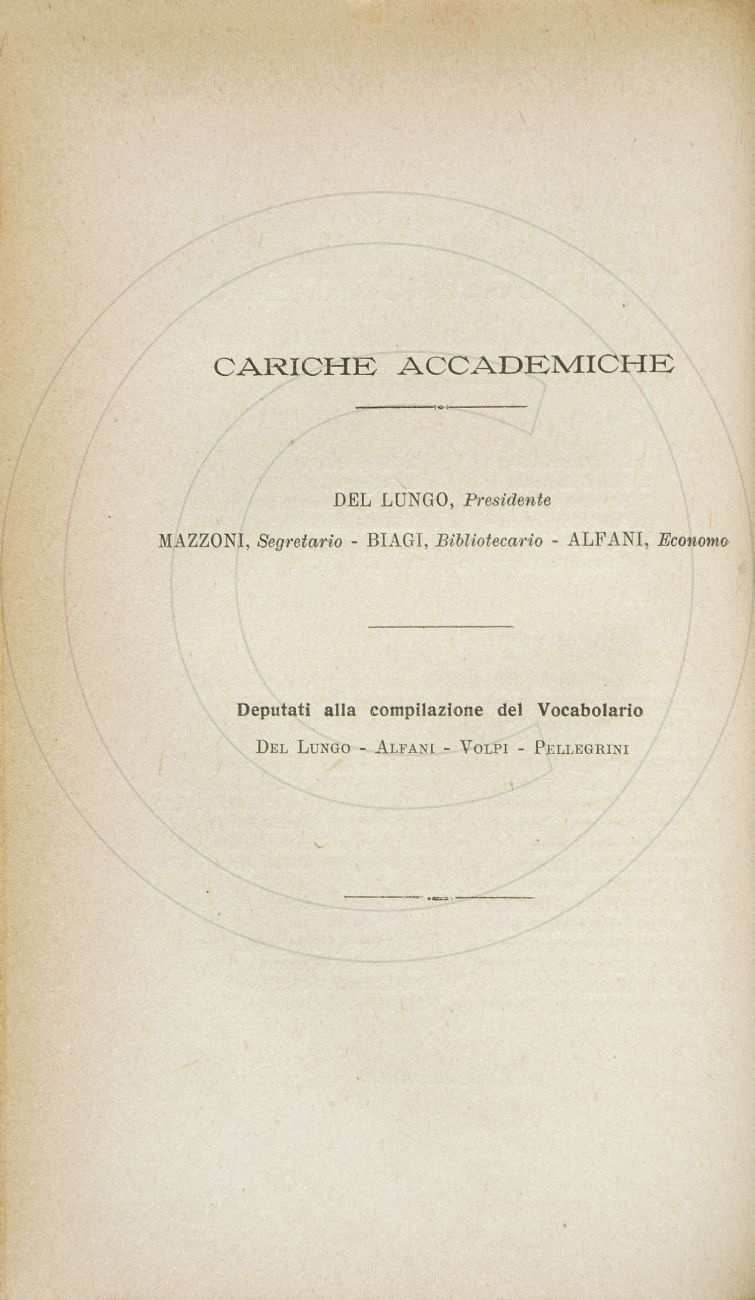 CARICHE ACCADEMICHE
DEL LUNGO, Presidente
MAZZONI, Segretario - BIAGI, Bibliotecario - ALFANI, Economo
Deputati alla compilazione del Vocabolario
DEL LUNGO - ALFANI - VOLPI - PELLEGRINI